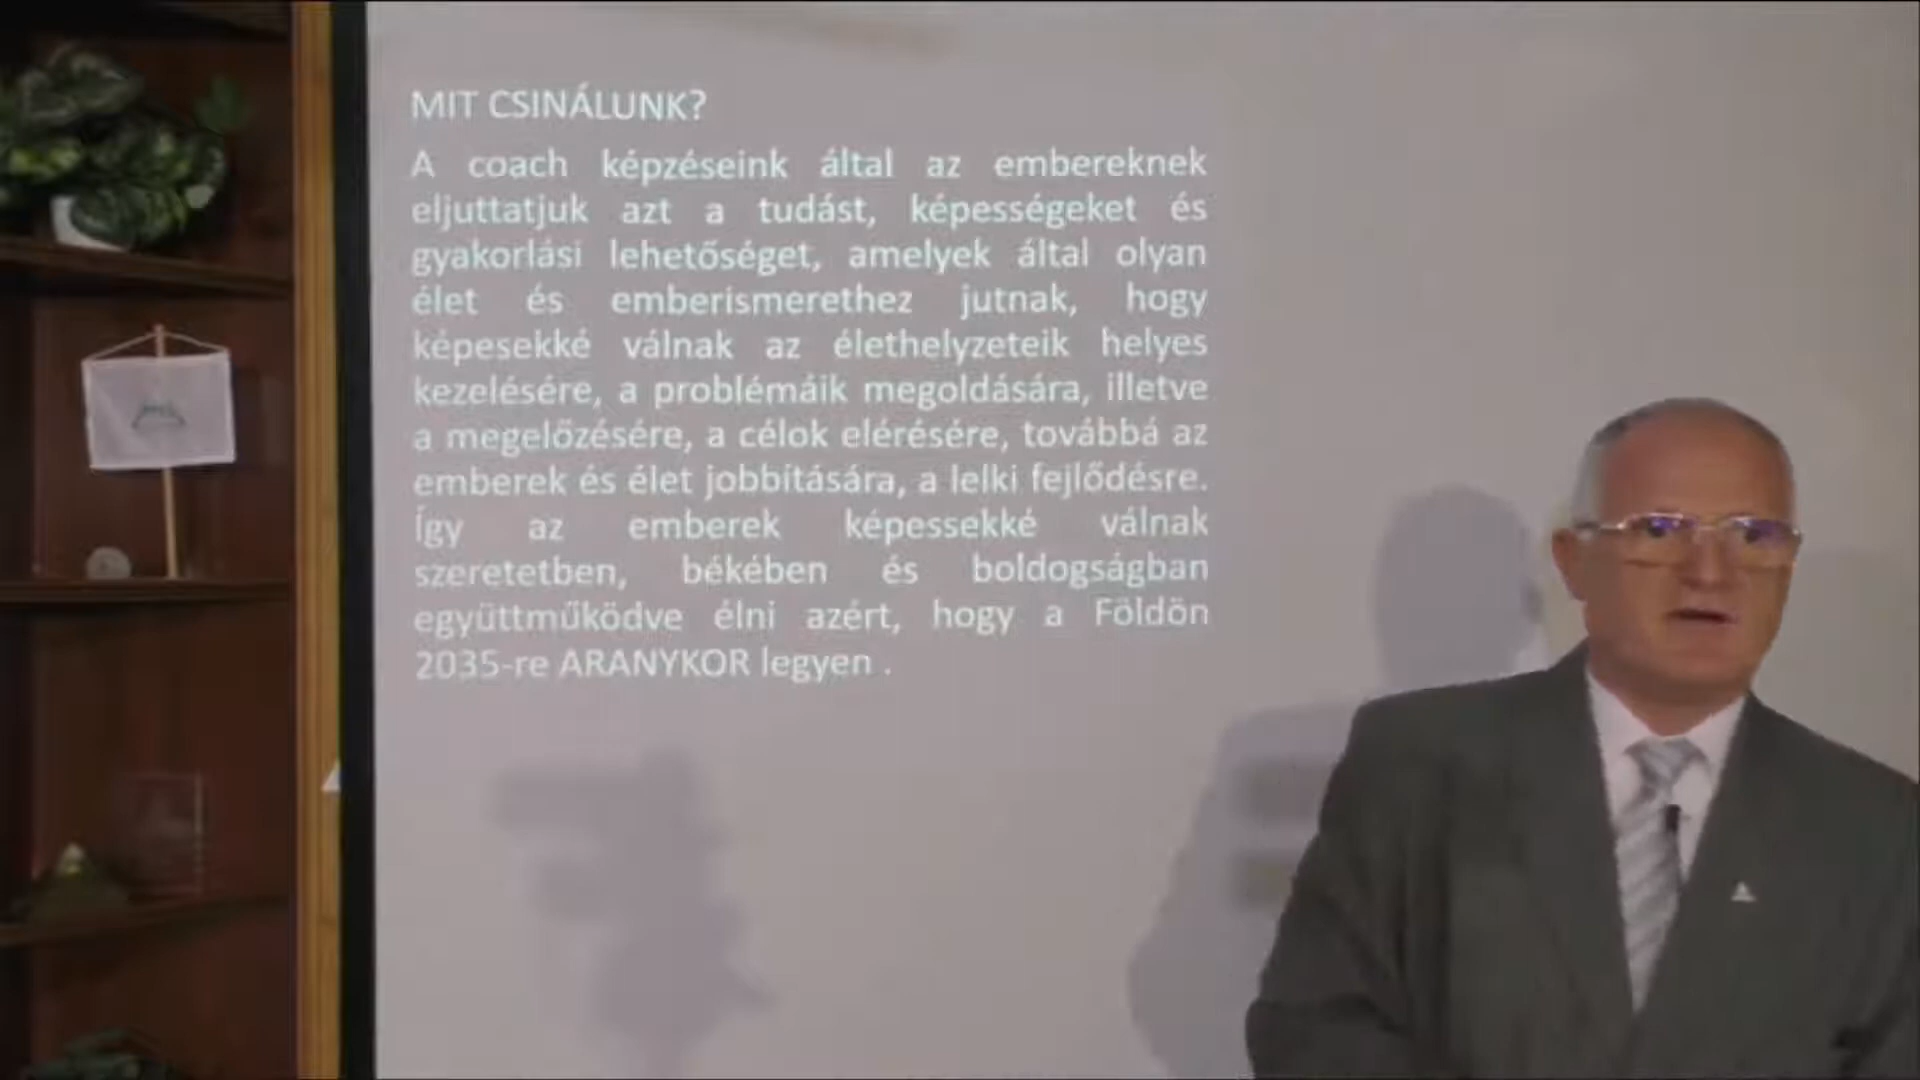 MIT CSINÁLUNK?
A coach képzéseink által az embereknek
eljuttatjuk azt a tudást, képességeket és
gyakorlási lehetőséget, amelyek által olyan
élet és emberismerethez jutnak, hogy
képesekké válnak az élethelyzeteik helyes
kezelésére, a problémáik megoldására, illetve
a megelőzésére, a célok elérésére, továbbá az
emberek és élet jobbítására, a lelki fejlődésre.
Így az emberek képessekké válnak
szeretetben, békében és boldogságban
együttműködve élni azért, hogy a Földön
2035-re ARANYKOR legyen .